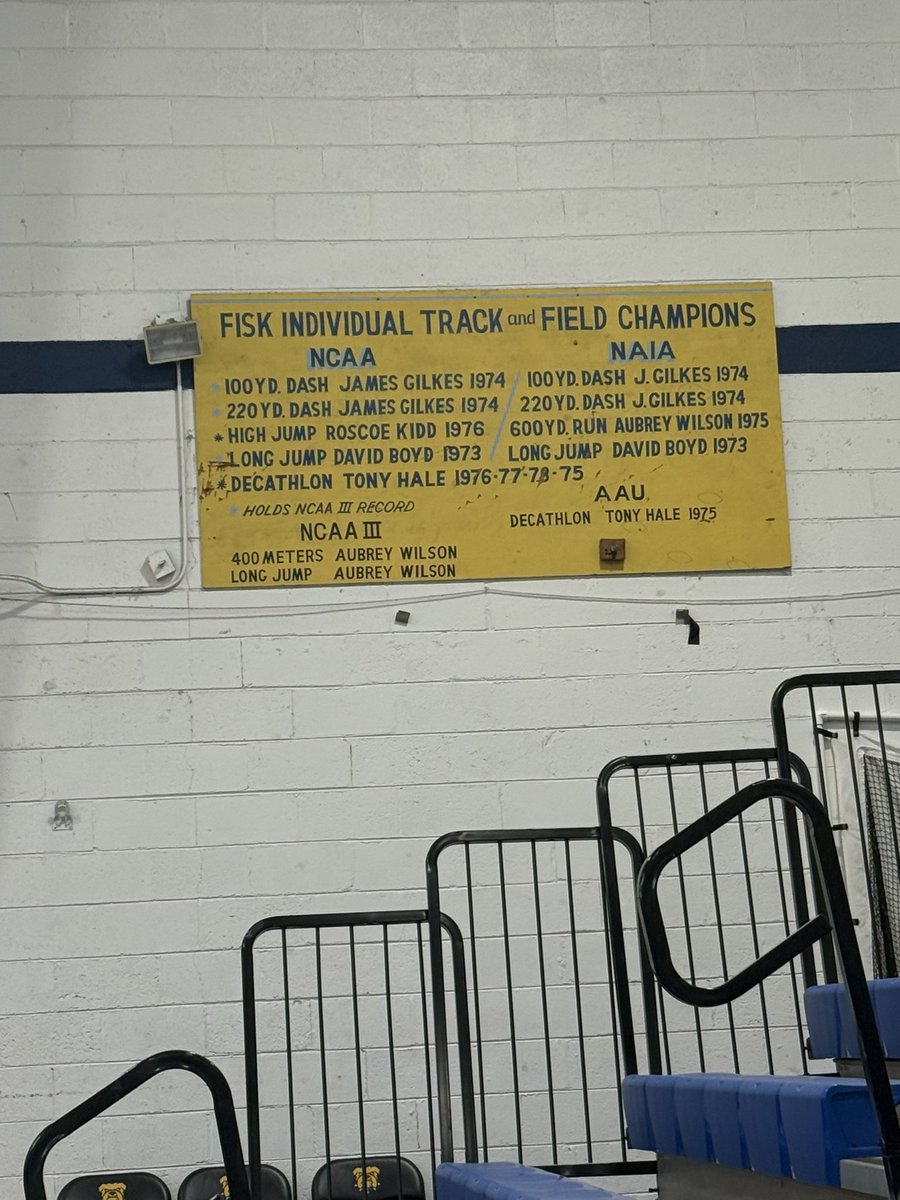 FISK INDIVIDUAL TRACK and FIELD CHAMPIONS
NCAA
* 100 YD. DASH JAMES GILKES 1974
* 220 YD. DASH JAMES GILKES 1974
* HIGH JUMP ROSCOE KIDD 1976
* LONG JUMP DAVID BOYD 1973
* DECATHLON TONY HALE 1976-77-78-75
* HOLDS NCAA III RECORD
NCAA III
400 METERS AUBREY WILSON
LONG JUMP AUBREY WILSON
NAIA
100 YD. DASH J. GILKES 1974
220 YD. DASH J. GILKES 1974
600 YD. RUN AUBREY WILSON 1975
LONG JUMP DAVID BOYD 1973
AAU
DECATHLON TONY HALE 1975